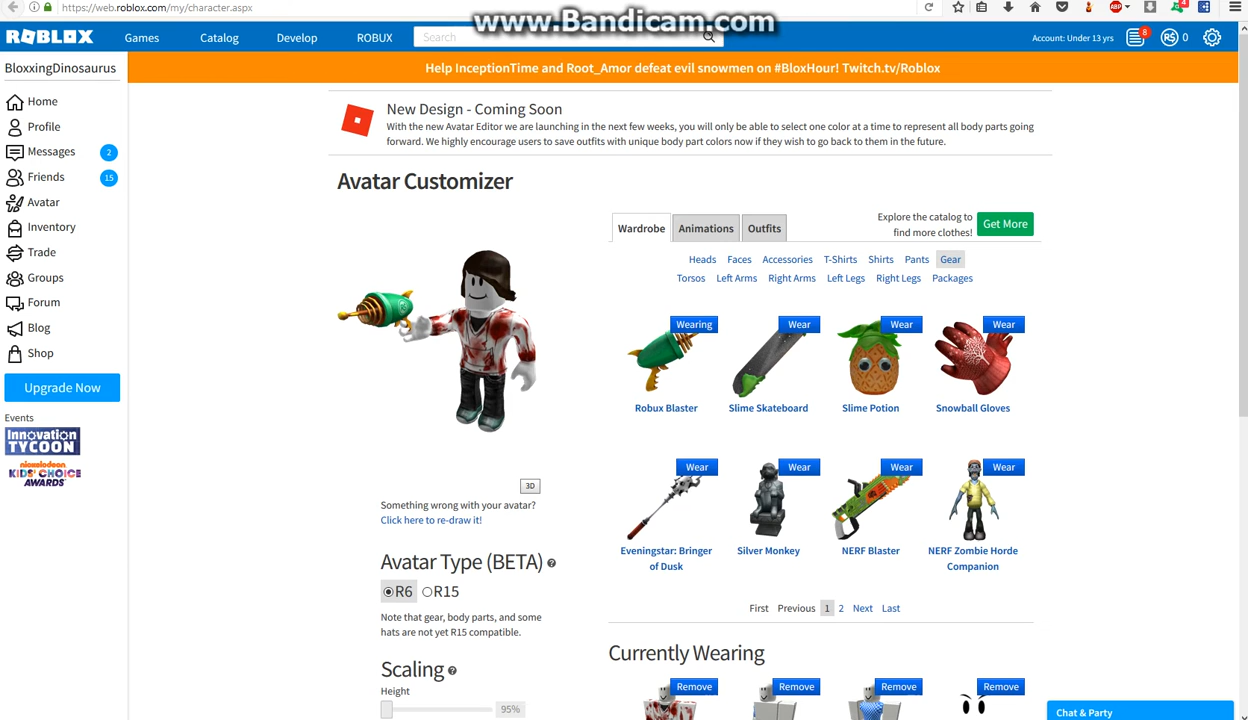 https://web.roblox.com/my/character.aspx
www.Bandicam.com
ABP
4
ROBLOX
Games
Catalog
Develop
ROBUX
Search
Account: Under 13 yrs
8
R$ 0
BloxxingDinosaurus
Help InceptionTime and Root_Amor defeat evil snowmen on #BloxHour! Twitch.tv/Roblox
Home
Profile
Messages 2
Friends 15
Avatar
Inventory
Trade
Groups
Forum
Blog
Shop
Upgrade Now
Events
INNOVATION
TYCOON
nickelodeon
KIDS' CHOICE
AWARDS
New Design - Coming Soon
With the new Avatar Editor we are launching in the next few weeks, you will only be able to select one color at a time to represent all body parts going
forward. We highly encourage users to save outfits with unique body part colors now if they wish to go back to them in the future.
Avatar Customizer
3D
Something wrong with your avatar?
Click here to re-draw it!
Avatar Type (BETA) ?
R6 R15
Note that gear, body parts, and some
hats are not yet R15 compatible.
Scaling ?
Height
95%
Wardrobe Animations Outfits
Explore the catalog to
find more clothes!
Get More
Heads Faces Accessories T-Shirts Shirts Pants Gear
Torsos Left Arms Right Arms Left Legs Right Legs Packages
Wearing Wear Wear Wear
Robux Blaster Slime Skateboard Slime Potion Snowball Gloves
Wear Wear Wear Wear
Eveningstar: Bringer
of Dusk
Silver Monkey
NERF Blaster
NERF Zombie Horde
Companion
First Previous 1 2 Next Last
Currently Wearing
Remove Remove Remove Remove
Chat & Party